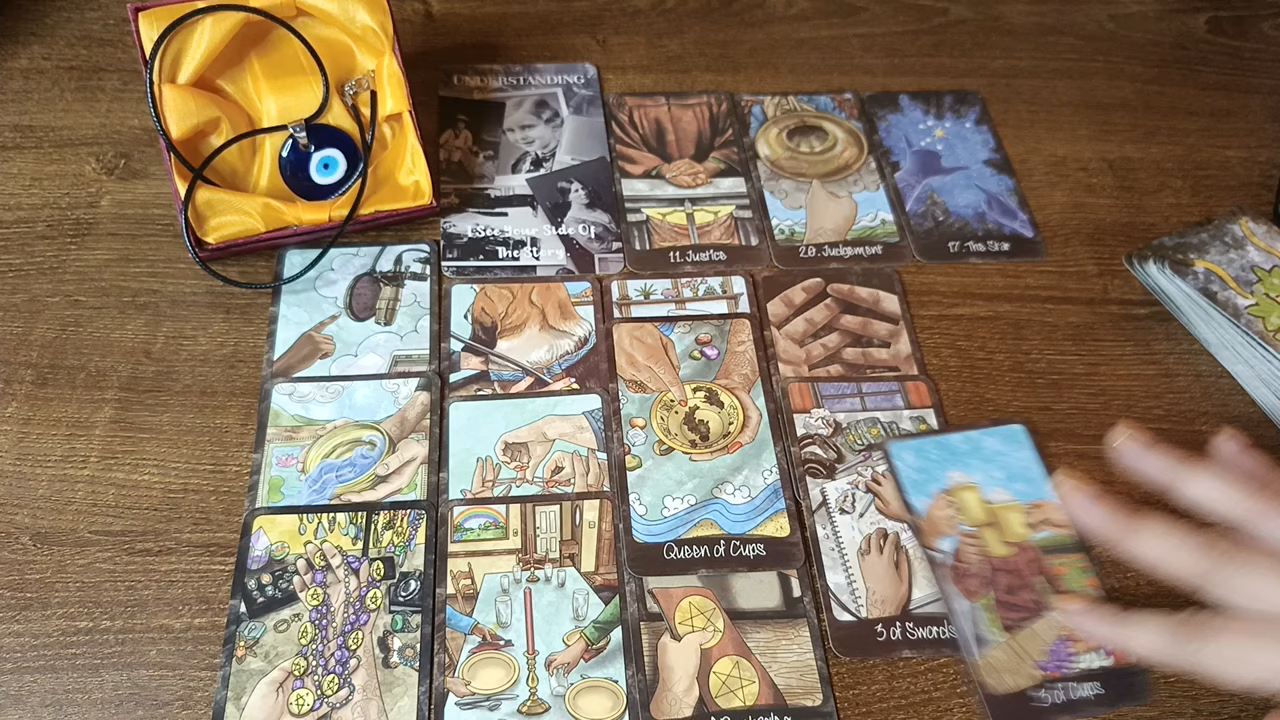 UNDERSTANDING
I See Your Side Of
The Story.
11. Justice
20. Judgement
17. The Star
Queen of Cups
3 of Swords
3 of Cups